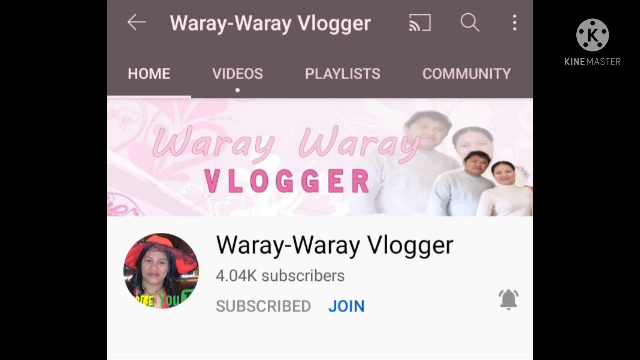 Waray-Waray Vlogger
HOME VIDEOS PLAYLISTS COMMUNITY
KINEMASTER
Waray Waray
VLOGGER
Waray-Waray Vlogger
4.04K subscribers
SUBSCRIBED JOIN